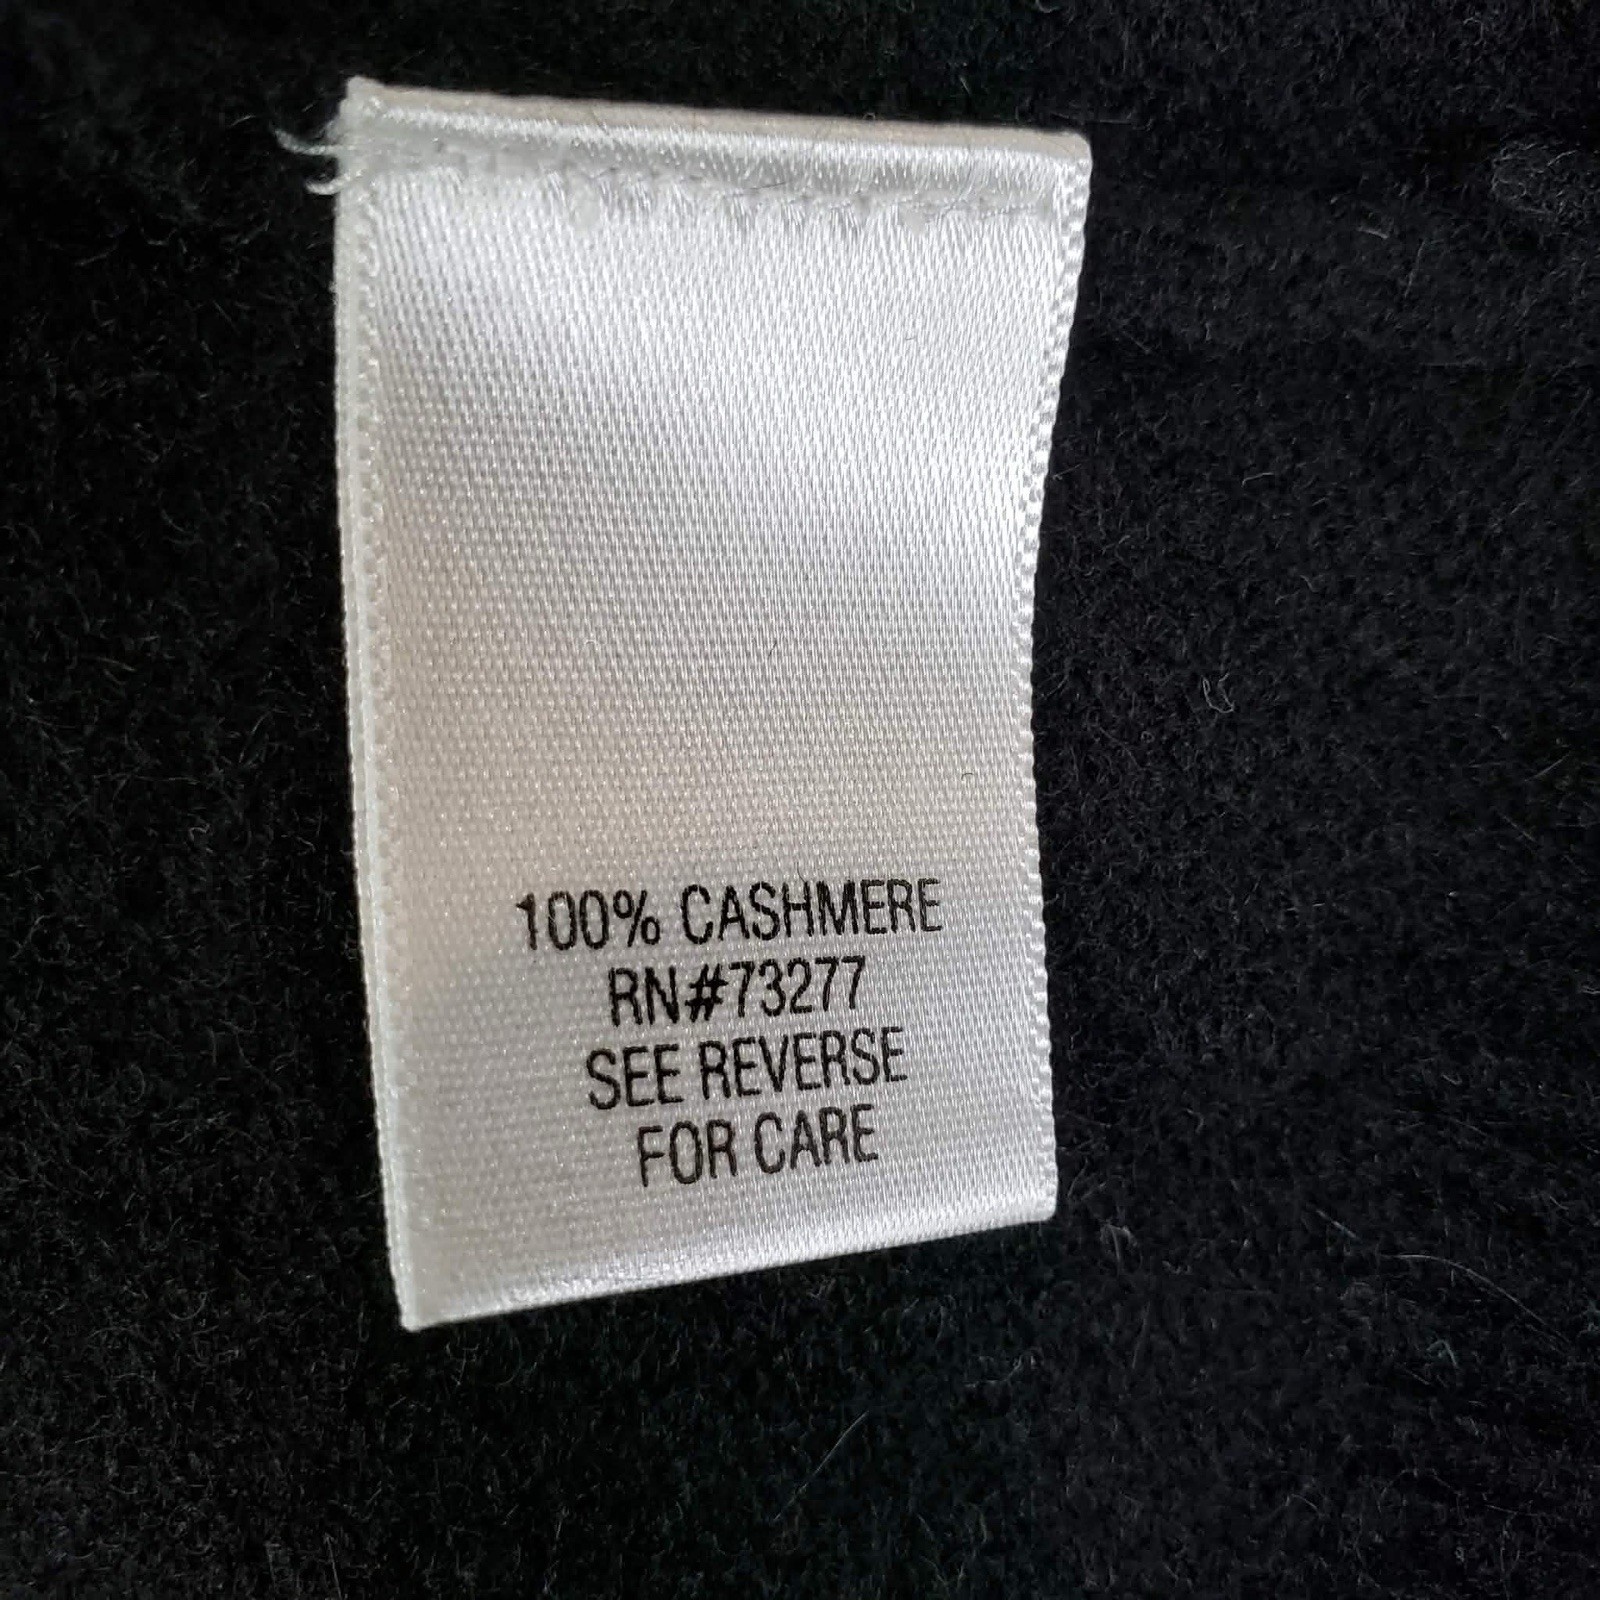 100% CASHMERE
RN#73277
SEE REVERSE
FOR CARE